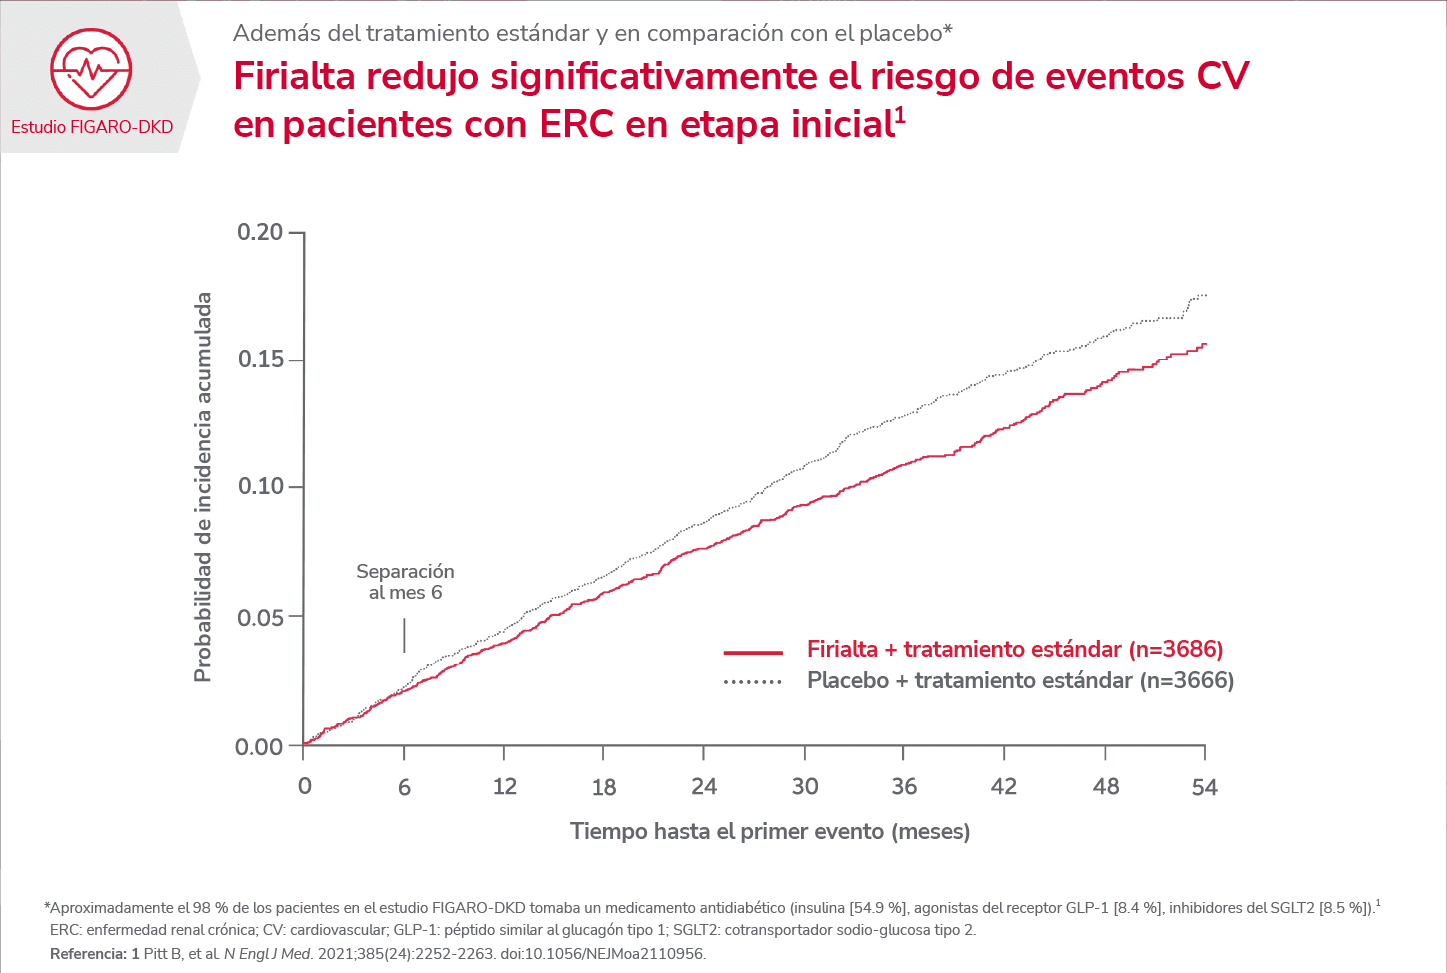 Además del tratamiento estándar y en comparación con el placebo*
Firialta redujo significativamente el riesgo de eventos CV
en pacientes con ERC en etapa inicial¹
Estudio FIGARO-DKD
Probabilidad de incidencia acumulada
0.20
0.15
0.10
0.05
0.00
Separación
al mes 6
Firialta + tratamiento estándar (n=3686)
Placebo + tratamiento estándar (n=3666)
0 6 12 18 24 30 36 42 48 54
Tiempo hasta el primer evento (meses)
*Aproximadamente el 98 % de los pacientes en el estudio FIGARO-DKD tomaba un medicamento antidiabético (insulina [54.9 %], agonistas del receptor GLP-1 [8.4 %], inhibidores del SGLT2 [8.5 %]).¹
ERC: enfermedad renal crónica; CV: cardiovascular; GLP-1: péptido similar al glucagón tipo 1; SGLT2: cotransportador sodio-glucosa tipo 2.
Referencia: 1 Pitt B, et al. N Engl J Med. 2021;385(24):2252-2263. doi:10.1056/NEJMoa2110956.